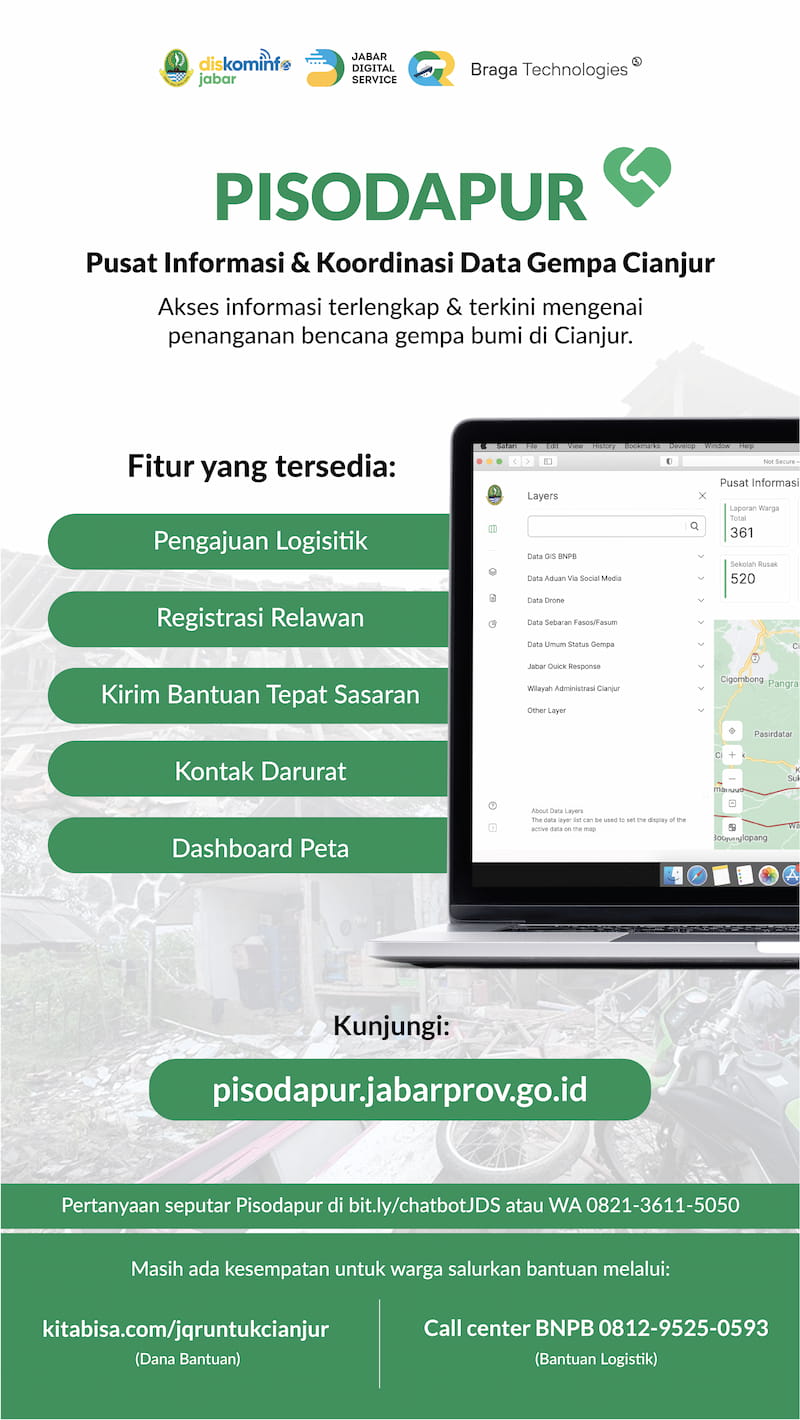 diskominfo
jabar
JABAR
DIGITAL
SERVICE
Braga Technologies
PISODAPUR
Pusat Informasi & Koordinasi Data Gempa Cianjur
Akses informasi terlengkap & terkini mengenai
penanganan bencana gempa bumi di Cianjur.
Fitur yang tersedia:
Pengajuan Logisitik
Registrasi Relawan
Kirim Bantuan Tepat Sasaran
Kontak Darurat
Dashboard Peta
Safari File Edit View History Bookmarks Develop Window Help
Not Secure —
Layers
Data GIS BNPB
Data Aduan Via Social Media
Data Drone
Data Sebaran Fasos/Fasum
Data Umum Status Gempa
Jabar Quick Response
Wilayah Administrasi Cianjur
Other Layer
About Data Layers
The data layer list can be used to set the display of the
active data on the map
Pusat Informasi
Laporan Warga
Total
361
Sekolah Rusak
520
Cigombong
Pangra
Pasirdatar
Kunjungi:
pisodapur.jabarprov.go.id
Pertanyaan seputar Pisodapur di bit.ly/chatbotJDS atau WA 0821-3611-5050
Masih ada kesempatan untuk warga salurkan bantuan melalui:
kitabisa.com/jqruntukcianjur
(Dana Bantuan)
Call center BNPB 0812-9525-0593
(Bantuan Logistik)